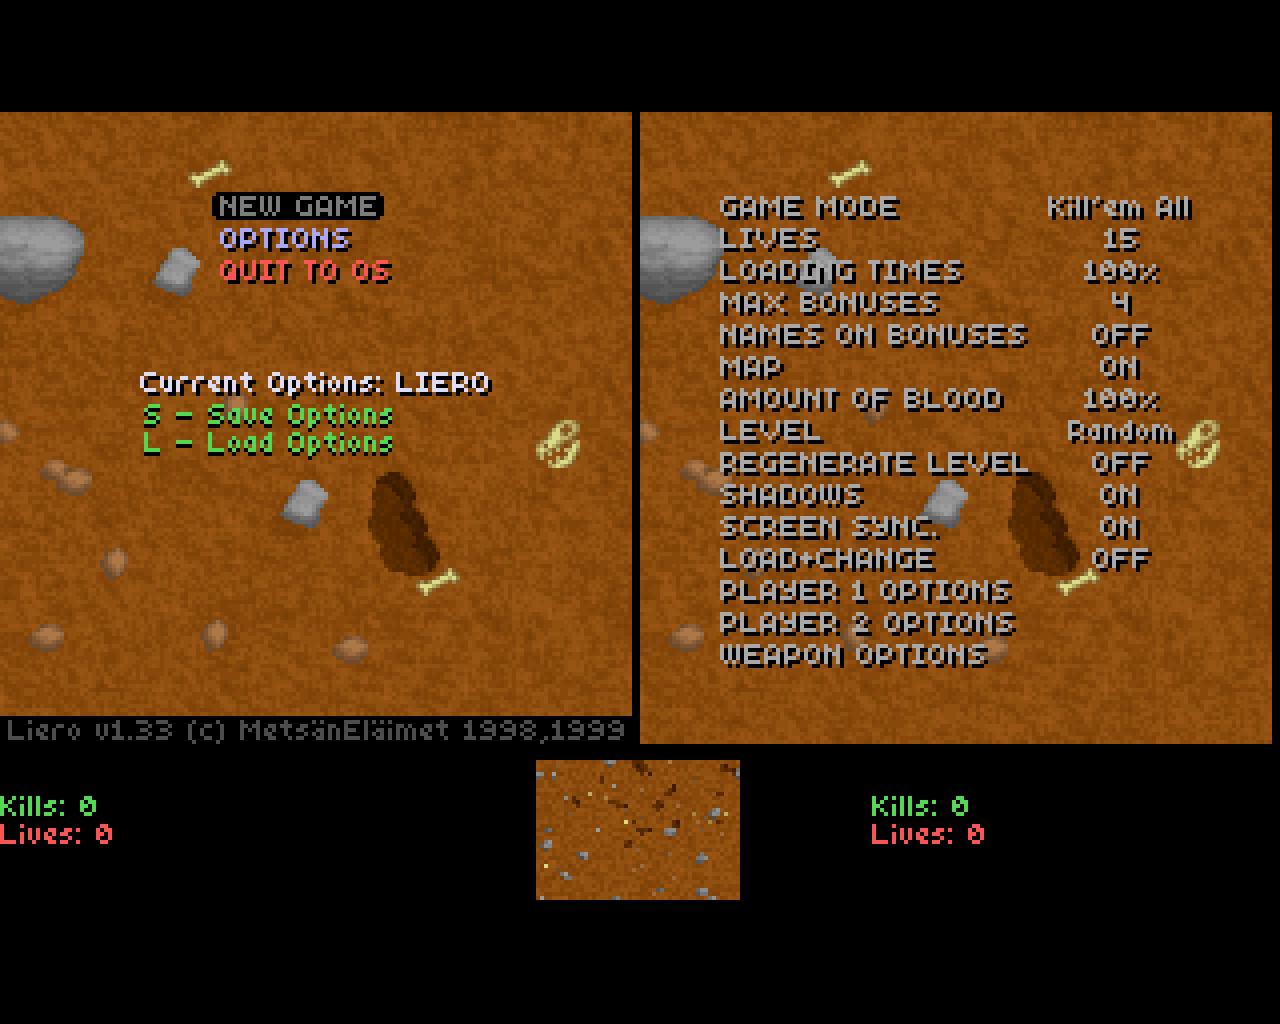 NEW GAME
OPTIONS
QUIT TO OS
Current Options: LIERO
S - Save Options
L - Load Options
Liero v1.33 (c) MetsänEläimet 1998,1999
GAME MODE Kill'em All
LIVES 15
LOADING TIMES 100%
MAX BONUSES 4
NAMES ON BONUSES OFF
MAP ON
AMOUNT OF BLOOD 100%
LEVEL Random
REGENERATE LEVEL OFF
SHADOWS ON
SCREEN SYNC. ON
LOAD+CHANGE OFF
PLAYER 1 OPTIONS
PLAYER 2 OPTIONS
WEAPON OPTIONS
Kills: 0
Lives: 0
Kills: 0
Lives: 0